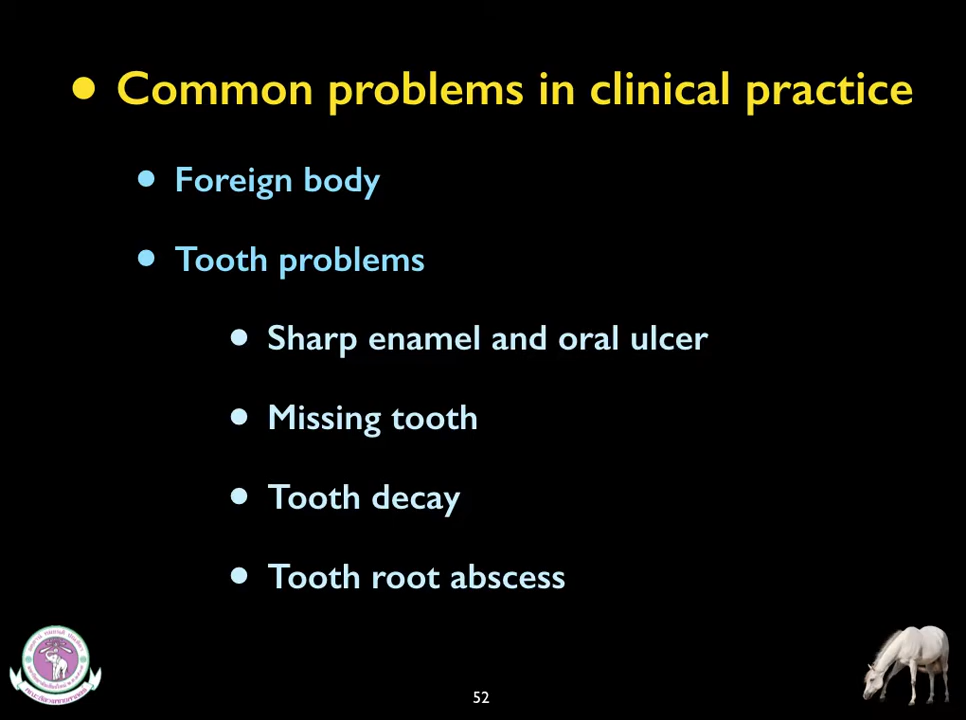 • Common problems in clinical practice
• Foreign body
• Tooth problems
• Sharp enamel and oral ulcer
• Missing tooth
• Tooth decay
• Tooth root abscess
52